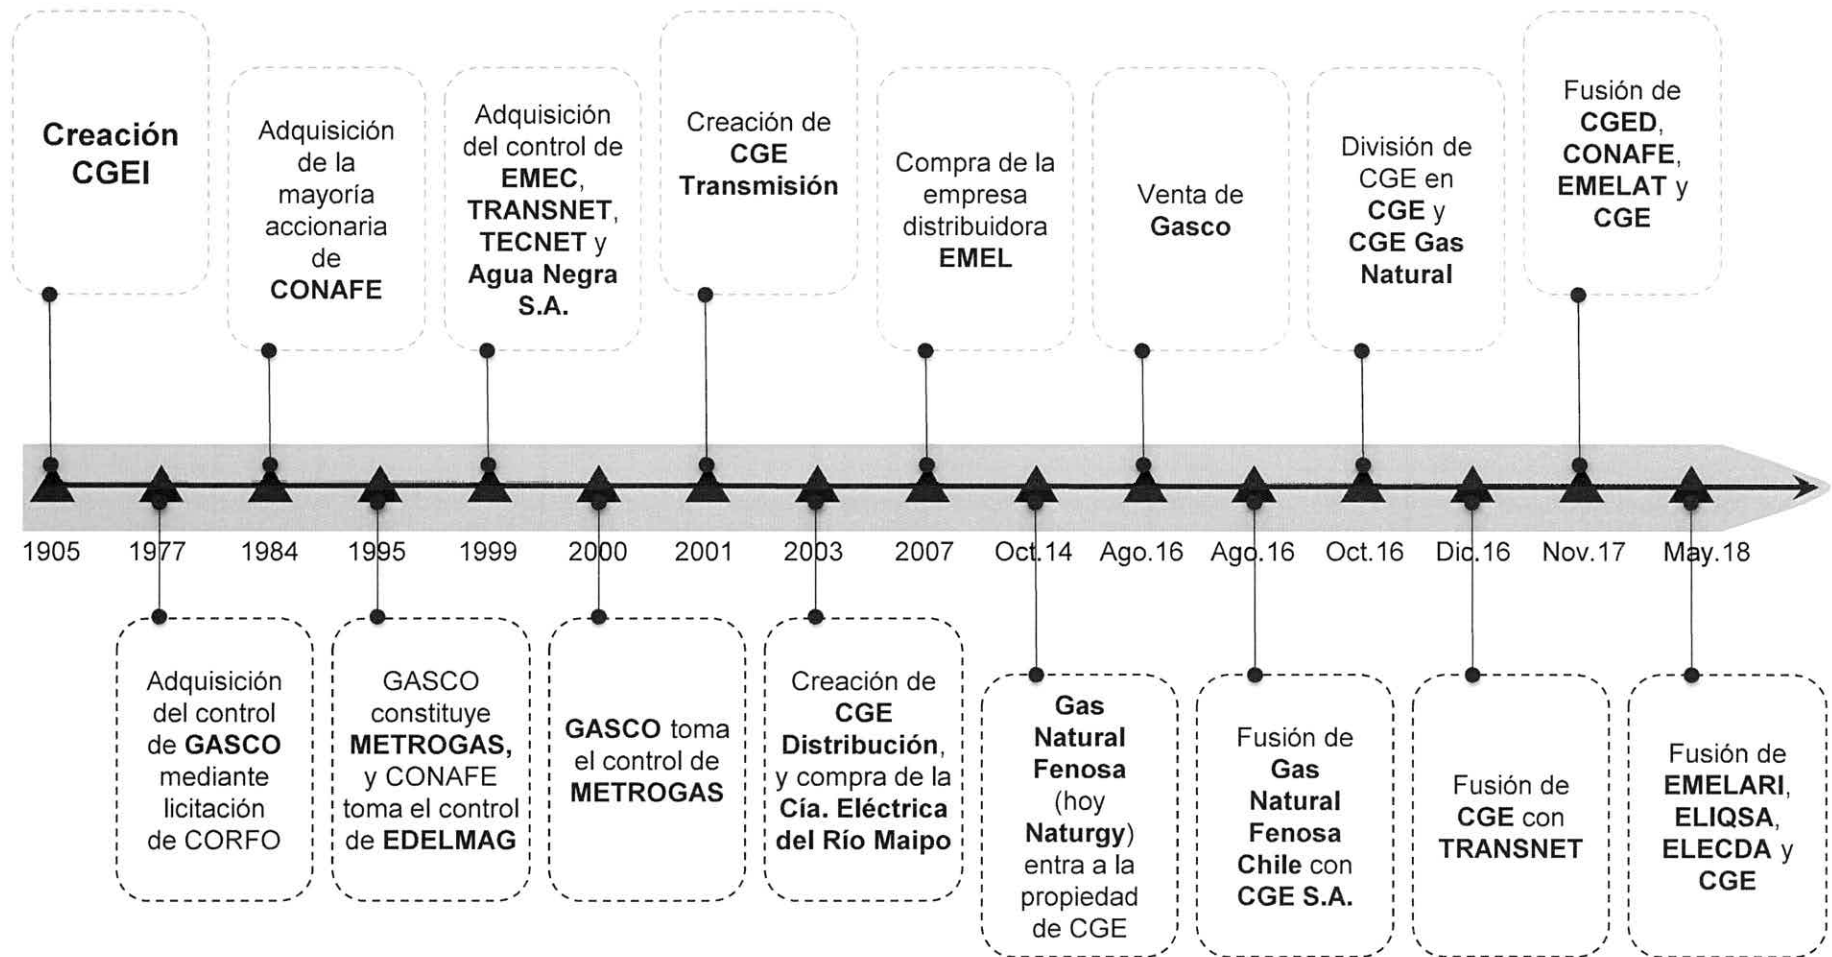 Creación
CGEI
Adquisición
de la
mayoría
accionaria
de
CONAFE
Adquisición
del control de
EMEC,
TRANSNET,
TECNET y
Agua Negra
S.A.
Creación de
CGE
Transmisión
Compra de la
empresa
distribuidora
EMEL
Venta de
Gasco
División de
CGE en
CGE y
CGE Gas
Natural
Fusión de
CGED,
CONAFE,
EMELAT y
CGE
1905 1977 1984 1995 1999 2000 2001 2003 2007 Oct.14 Ago.16 Ago.16 Oct.16 Dic.16 Nov.17 May.18
Adquisición
del control
de GASCO
mediante
licitación
de CORFO
GASCO
constituye
METROGAS,
y CONAFE
toma el control
de EDELMAG
GASCO toma
el control de
METROGAS
Creación de
CGE
Distribución,
y compra de la
Cía. Eléctrica
del Río Maipo
Gas
Natural
Fenosa
(hoy
Naturgy)
entra a la
propiedad
de CGE
Fusión de
Gas
Natural
Fenosa
Chile con
CGE S.A.
Fusión de
CGE con
TRANSNET
Fusión de
EMELARI,
ELIQSA,
ELECDA y
CGE